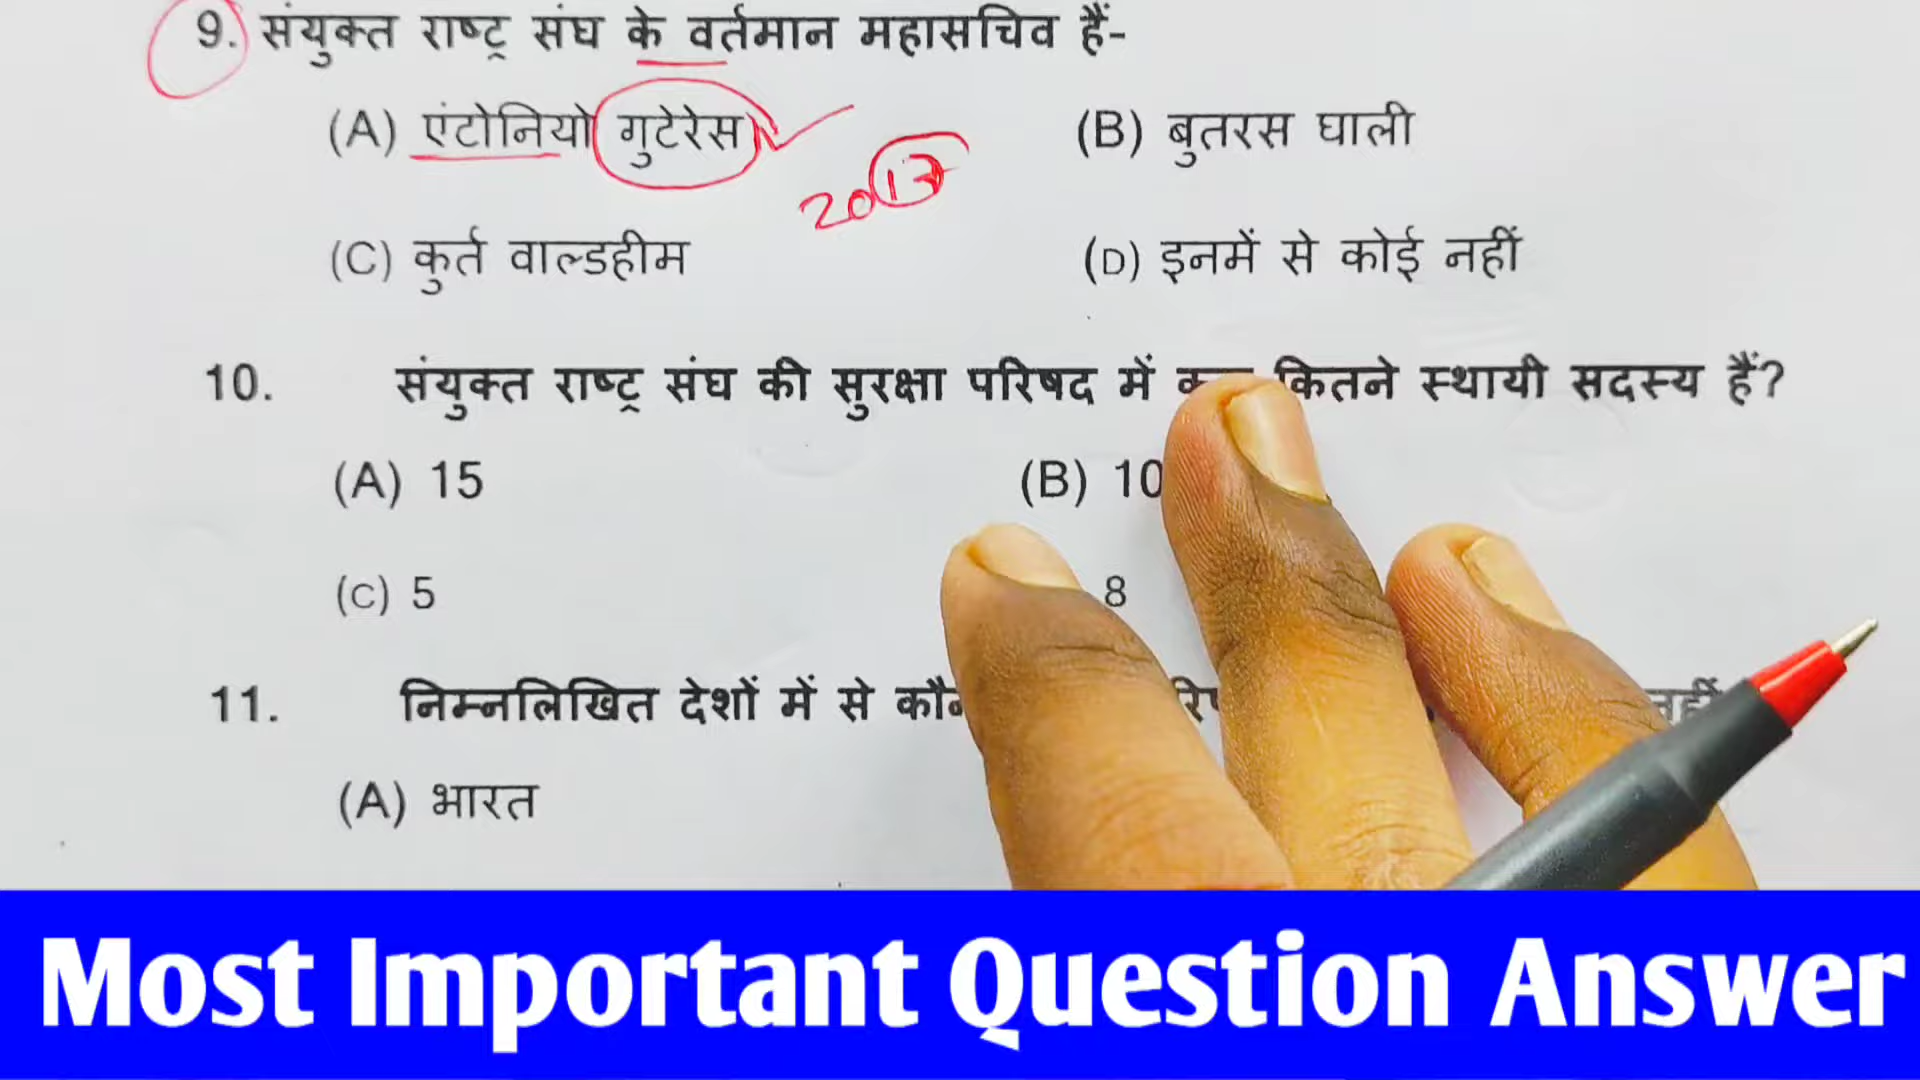 9. संयुक्त राष्ट्र संघ के वर्तमान महासचिव हैं-
(A) एंटोनियो गुटेरेस (B) बुतरस घाली
2017
(C) कुर्त वाल्डहीम (D) इनमें से कोई नहीं
10. संयुक्त राष्ट्र संघ की सुरक्षा परिषद में कितने स्थायी सदस्य हैं?
(A) 15 (B) 10
(C) 5 8
11. निम्नलिखित देशों में से नहीं
(A) भारत
Most Important Question Answer